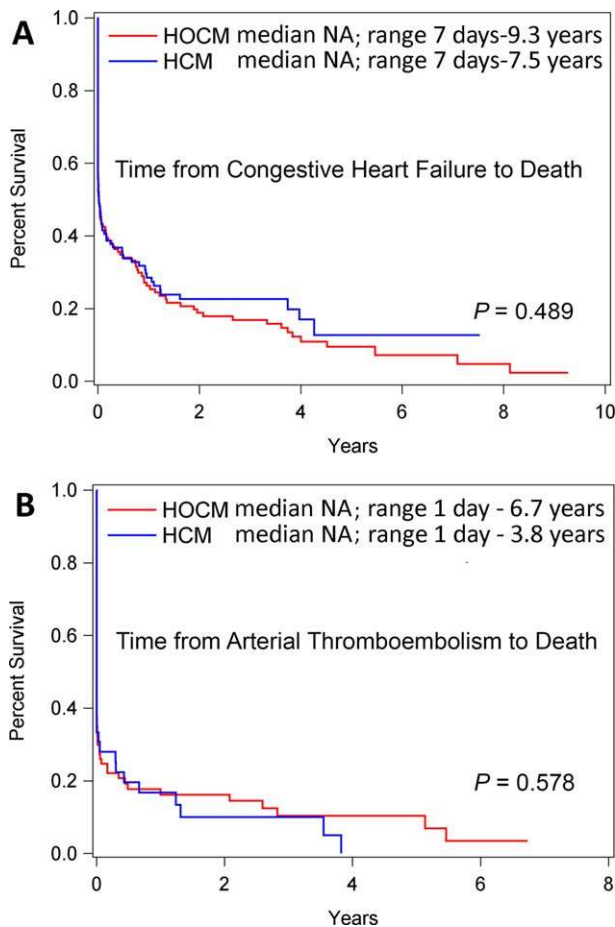 A
HOCM median NA; range 7 days-9.3 years
HCM median NA; range 7 days-7.5 years
1.0
0.8
0.6
0.4
0.2
0.0
Percent Survival
Time from Congestive Heart Failure to Death
P = 0.489
0 2 4 6 8 10
Years
B
HOCM median NA; range 1 day - 6.7 years
HCM median NA; range 1 day - 3.8 years
1.0
0.8
0.6
0.4
0.2
0.0
Percent Survival
Time from Arterial Thromboembolism to Death
P = 0.578
0 2 4 6 8
Years